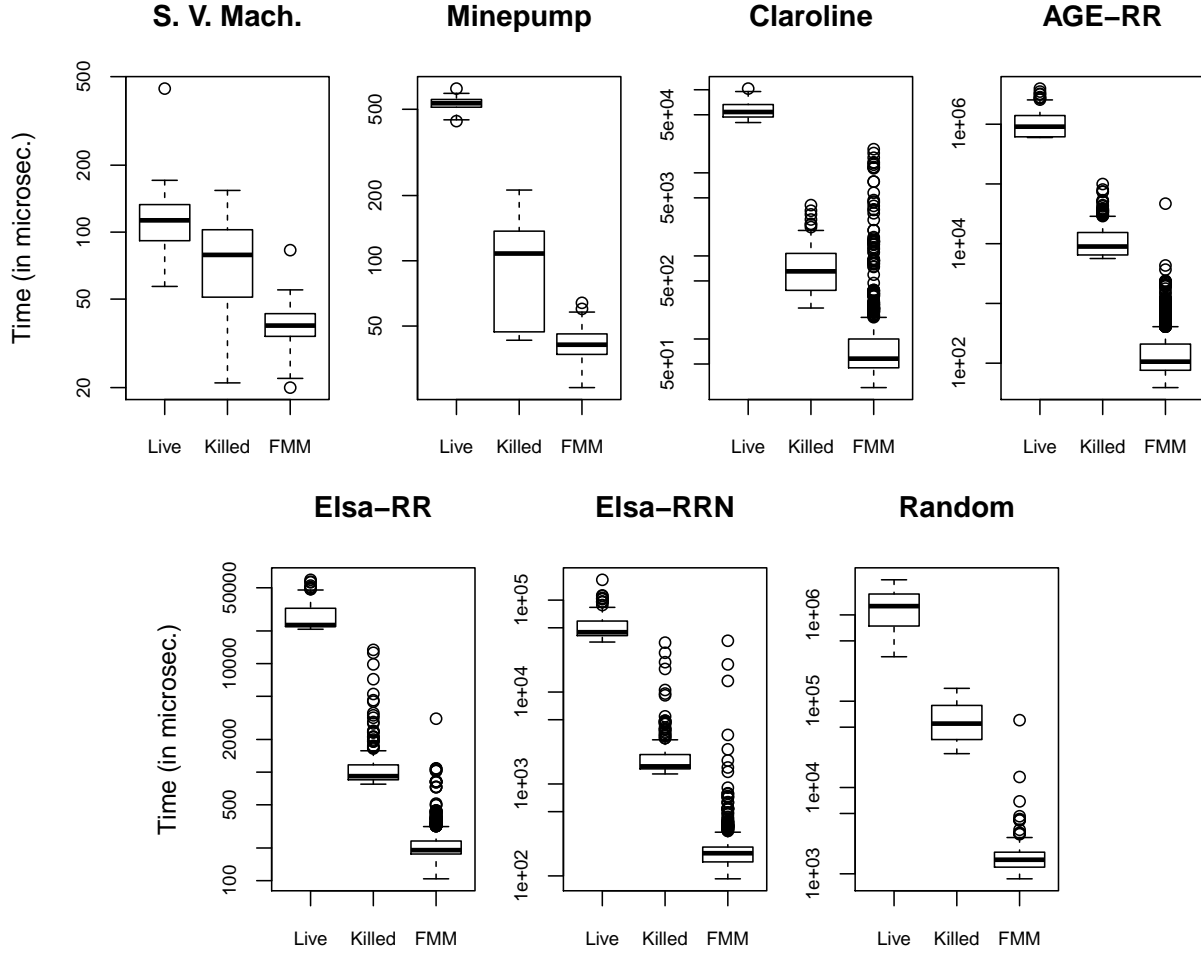 S. V. Mach.
Minepump
Claroline
AGE−RR
Time (in microsec.)
500
200
100
50
20
Live Killed FMM
500
200
100
50
Live Killed FMM
5e+04
5e+03
5e+02
5e+01
Live Killed FMM
1e+06
1e+04
1e+02
Live Killed FMM
Elsa−RR
Elsa−RRN
Random
Time (in microsec.)
50000
10000
2000
500
100
Live Killed FMM
1e+05
1e+04
1e+03
1e+02
Live Killed FMM
1e+06
1e+05
1e+04
1e+03
Live Killed FMM